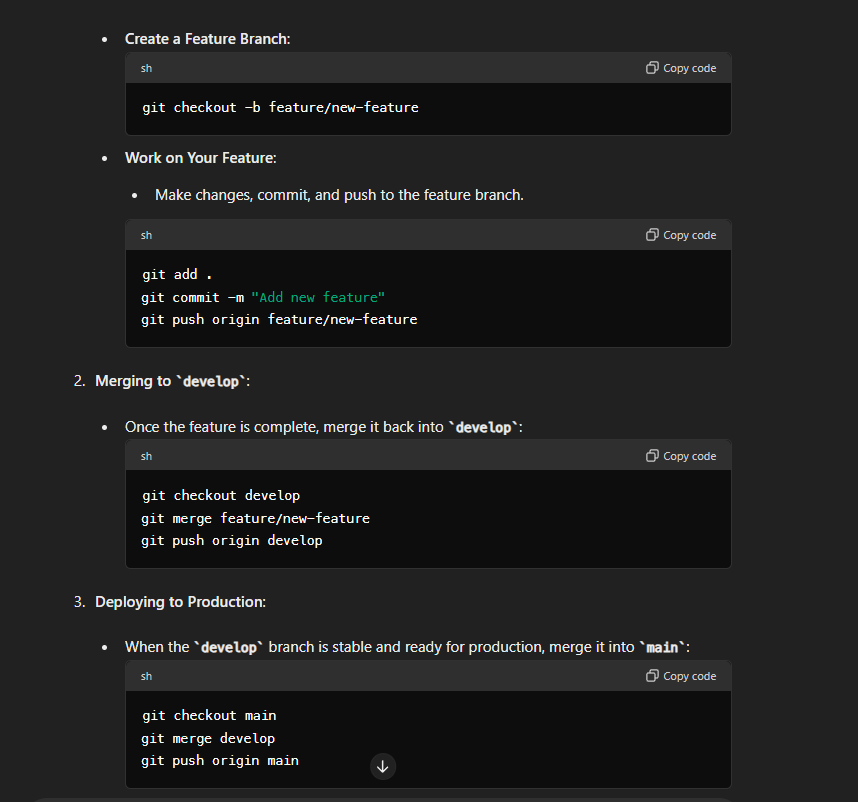 Create a Feature Branch:
sh Copy code
git checkout -b feature/new-feature
Work on Your Feature:
Make changes, commit, and push to the feature branch.
sh Copy code
git add .
git commit -m "Add new feature"
git push origin feature/new-feature
2. Merging to `develop`:
Once the feature is complete, merge it back into `develop`:
sh Copy code
git checkout develop
git merge feature/new-feature
git push origin develop
3. Deploying to Production:
When the `develop` branch is stable and ready for production, merge it into `main`:
sh Copy code
git checkout main
git merge develop
git push origin main